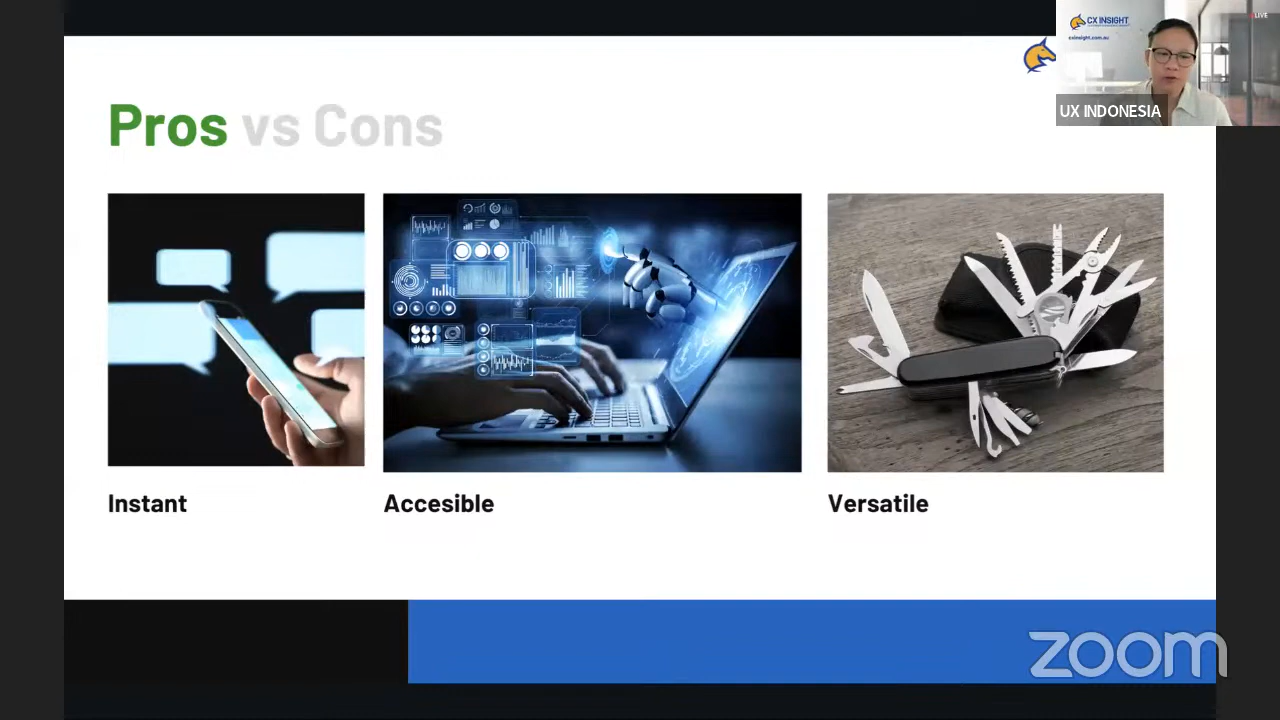 CX INSIGHT
cxinsight.com.au
LIVE
UX INDONESIA
Pros vs Cons
Instant
Accesible
Versatile
zoom